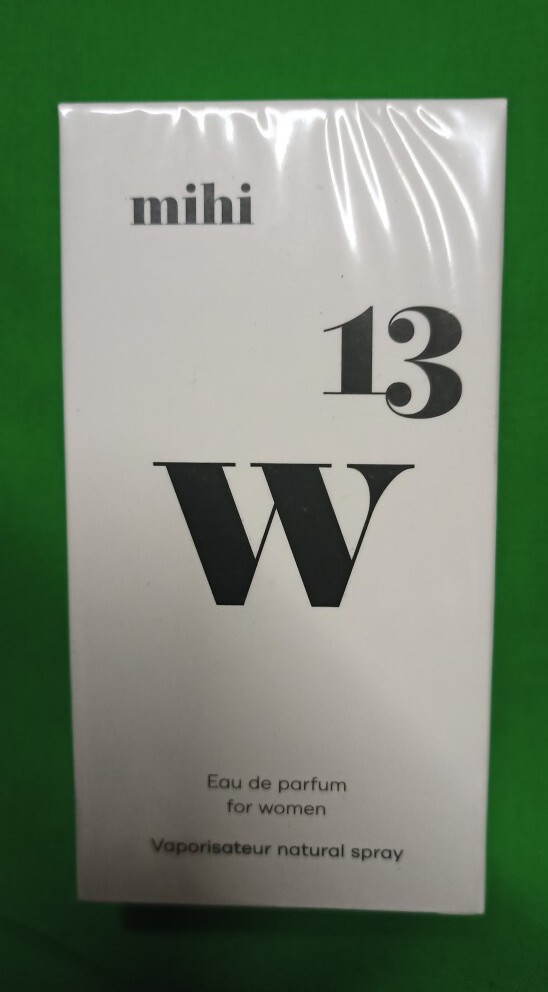 mihi
13
W
Eau de parfum
for women
Vaporisateur natural spray